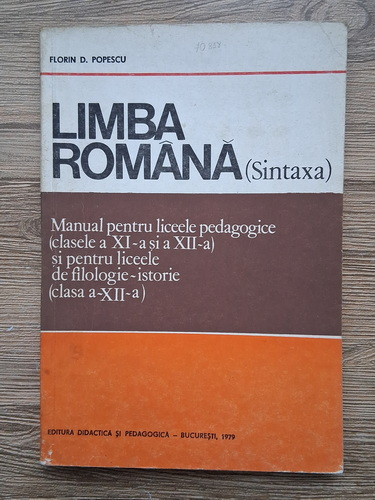 FLORIN D. POPESCU
LIMBA
ROMÂNĂ (Sintaxa)
Manual pentru liceele pedagogice
(clasele a XI-a și a XII-a)
și pentru liceele
de filologie-istorie
(clasa a-XII-a)
EDITURA DIDACTICĂ ȘI PEDAGOGICĂ – BUCUREȘTI, 1979